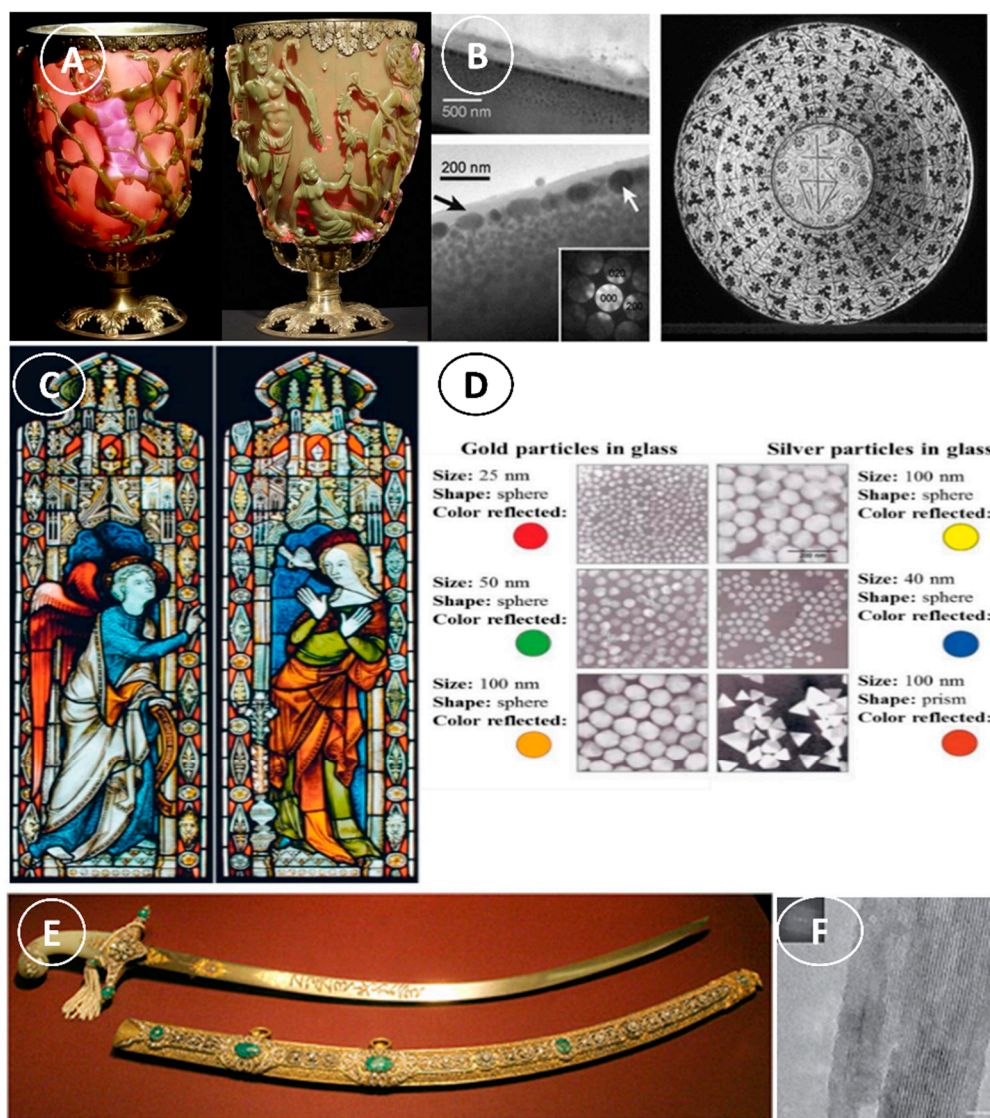 A
B
500 nm
200 nm
020
000
200
C
D
Gold particles in glass
Silver particles in glass
Size: 25 nm
Shape: sphere
Color reflected:
Size: 100 nm
Shape: sphere
Color reflected:
200 nm
Size: 50 nm
Shape: sphere
Color reflected:
Size: 40 nm
Shape: sphere
Color reflected:
Size: 100 nm
Shape: sphere
Color reflected:
Size: 100 nm
Shape: prism
Color reflected:
E
F